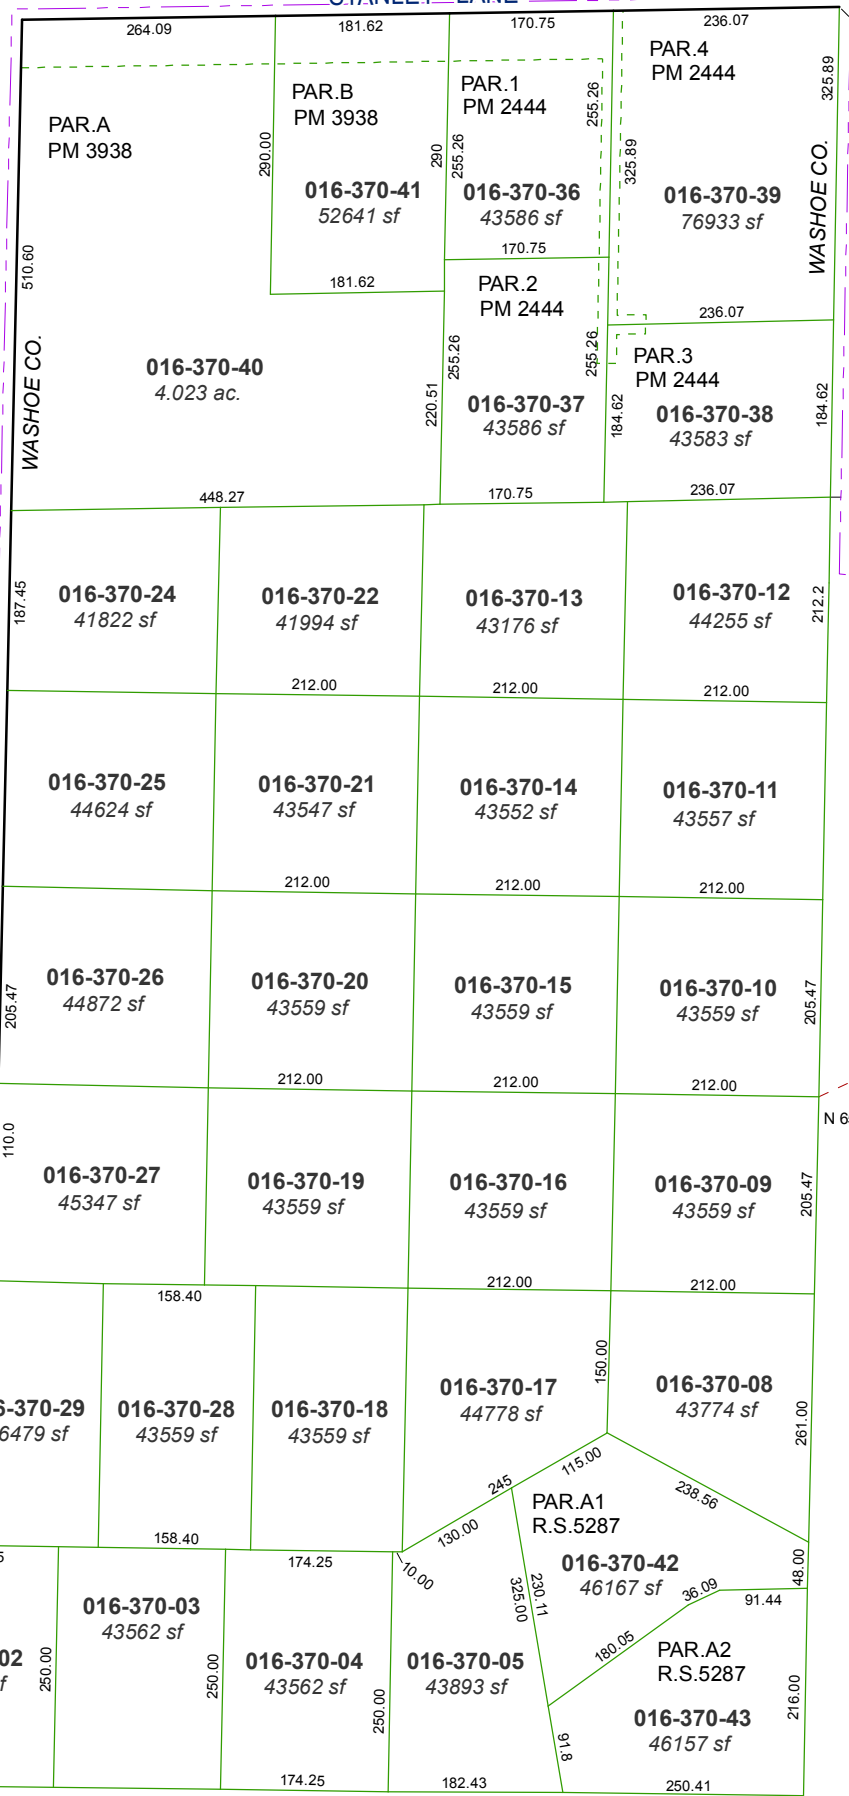 264.09
181.62
170.75
236.07
PAR.4
PM 2444
325.89
PAR.B
PM 3938
PAR.1
PM 2444
255.26
PAR.A
PM 3938
290.00
290
255.26
325.89
WASHOE CO.
016-370-41
52641 sf
016-370-36
43586 sf
016-370-39
76933 sf
170.75
510.60
181.62
PAR.2
PM 2444
236.07
WASHOE CO.
016-370-40
4.023 ac.
255.26
255.26
PAR.3
PM 2444
220.51
016-370-37
43586 sf
184.62
016-370-38
43583 sf
184.62
448.27
170.75
236.07
187.45
016-370-24
41822 sf
016-370-22
41994 sf
016-370-13
43176 sf
016-370-12
44255 sf
212.2
212.00
212.00
212.00
016-370-25
44624 sf
016-370-21
43547 sf
016-370-14
43552 sf
016-370-11
43557 sf
212.00
212.00
212.00
205.47
016-370-26
44872 sf
016-370-20
43559 sf
016-370-15
43559 sf
016-370-10
43559 sf
205.47
212.00
212.00
212.00
N 6
110.0
016-370-27
45347 sf
016-370-19
43559 sf
016-370-16
43559 sf
016-370-09
43559 sf
205.47
158.40
212.00
212.00
150.00
-370-29
6479 sf
016-370-28
43559 sf
016-370-18
43559 sf
016-370-17
44778 sf
016-370-08
43774 sf
261.00
115.00
245
238.56
130.00
PAR.A1
R.S.5287
158.40
174.25
10.00
016-370-42
46167 sf
48.00
230.11
325.00
36.09
91.44
016-370-03
43562 sf
180.05
02
f
250.00
250.00
016-370-04
43562 sf
250.00
016-370-05
43893 sf
PAR.A2
R.S.5287
216.00
016-370-43
46157 sf
91.8
174.25
182.43
250.41